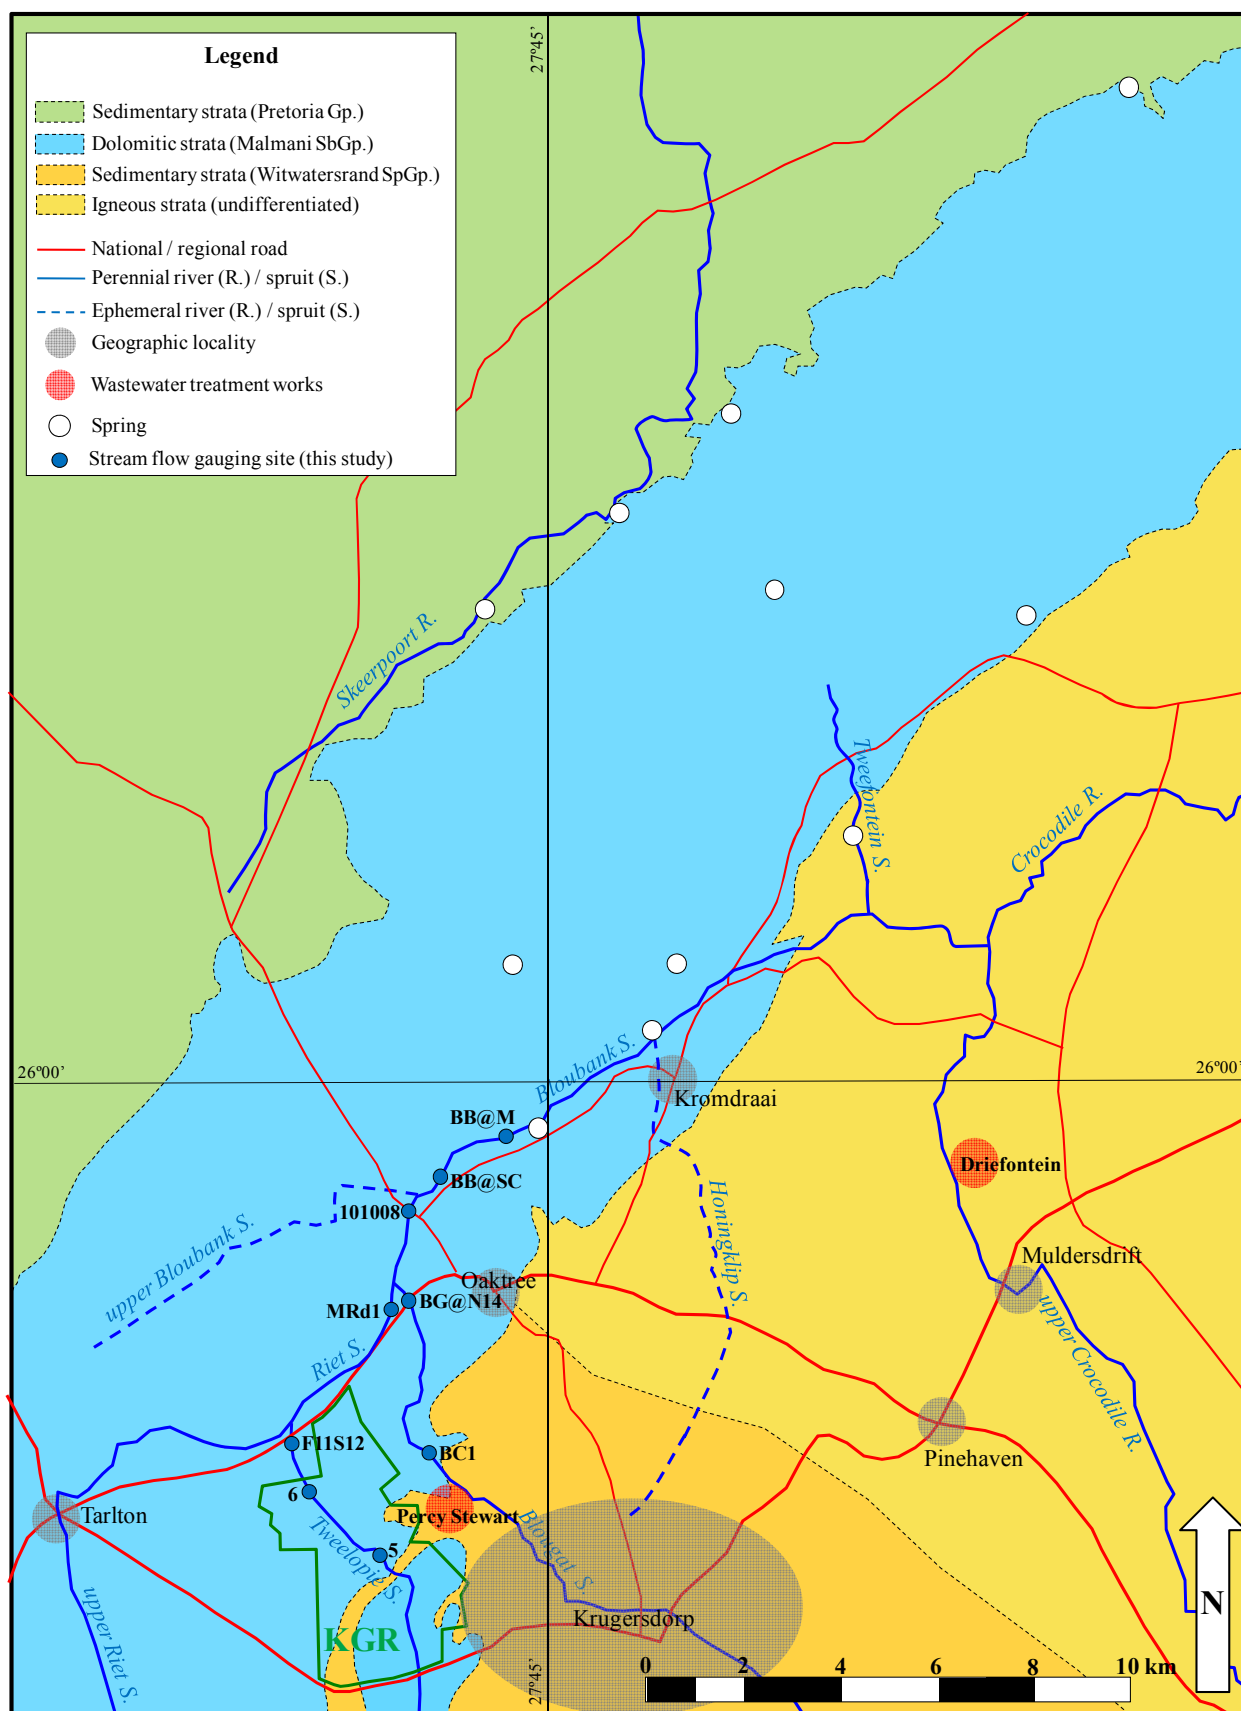 Legend
Sedimentary strata (Pretoria Gp.)
Dolomitic strata (Malmani SbGp.)
Sedimentary strata (Witwatersrand SpGp.)
Igneous strata (undifferentiated)
National / regional road
Perennial river (R.) / spruit (S.)
Ephemeral river (R.) / spruit (S.)
Geographic locality
Wastewater treatment works
Spring
Stream flow gauging site (this study)
27°45'
Skeerpoort R.
Tweefontein S.
Crocodile R.
Bloubank S.
26°00'
26°00'
Kromdraai
BB@M
BB@SC
Driefontein
101008
upper Bloubank S.
Honingklip S.
Muldersdrift
Oaktree
BG@N14
MRd1
Riet S.
upper Crocodile R.
F11S12
BC1
Pinehaven
6
Tarlton
Percy Stewart
Blougat S.
Tweelopie S.
5
upper Riet S.
KGR
Krugersdorp
N
27°45'
0 2 4 6 8 10 km